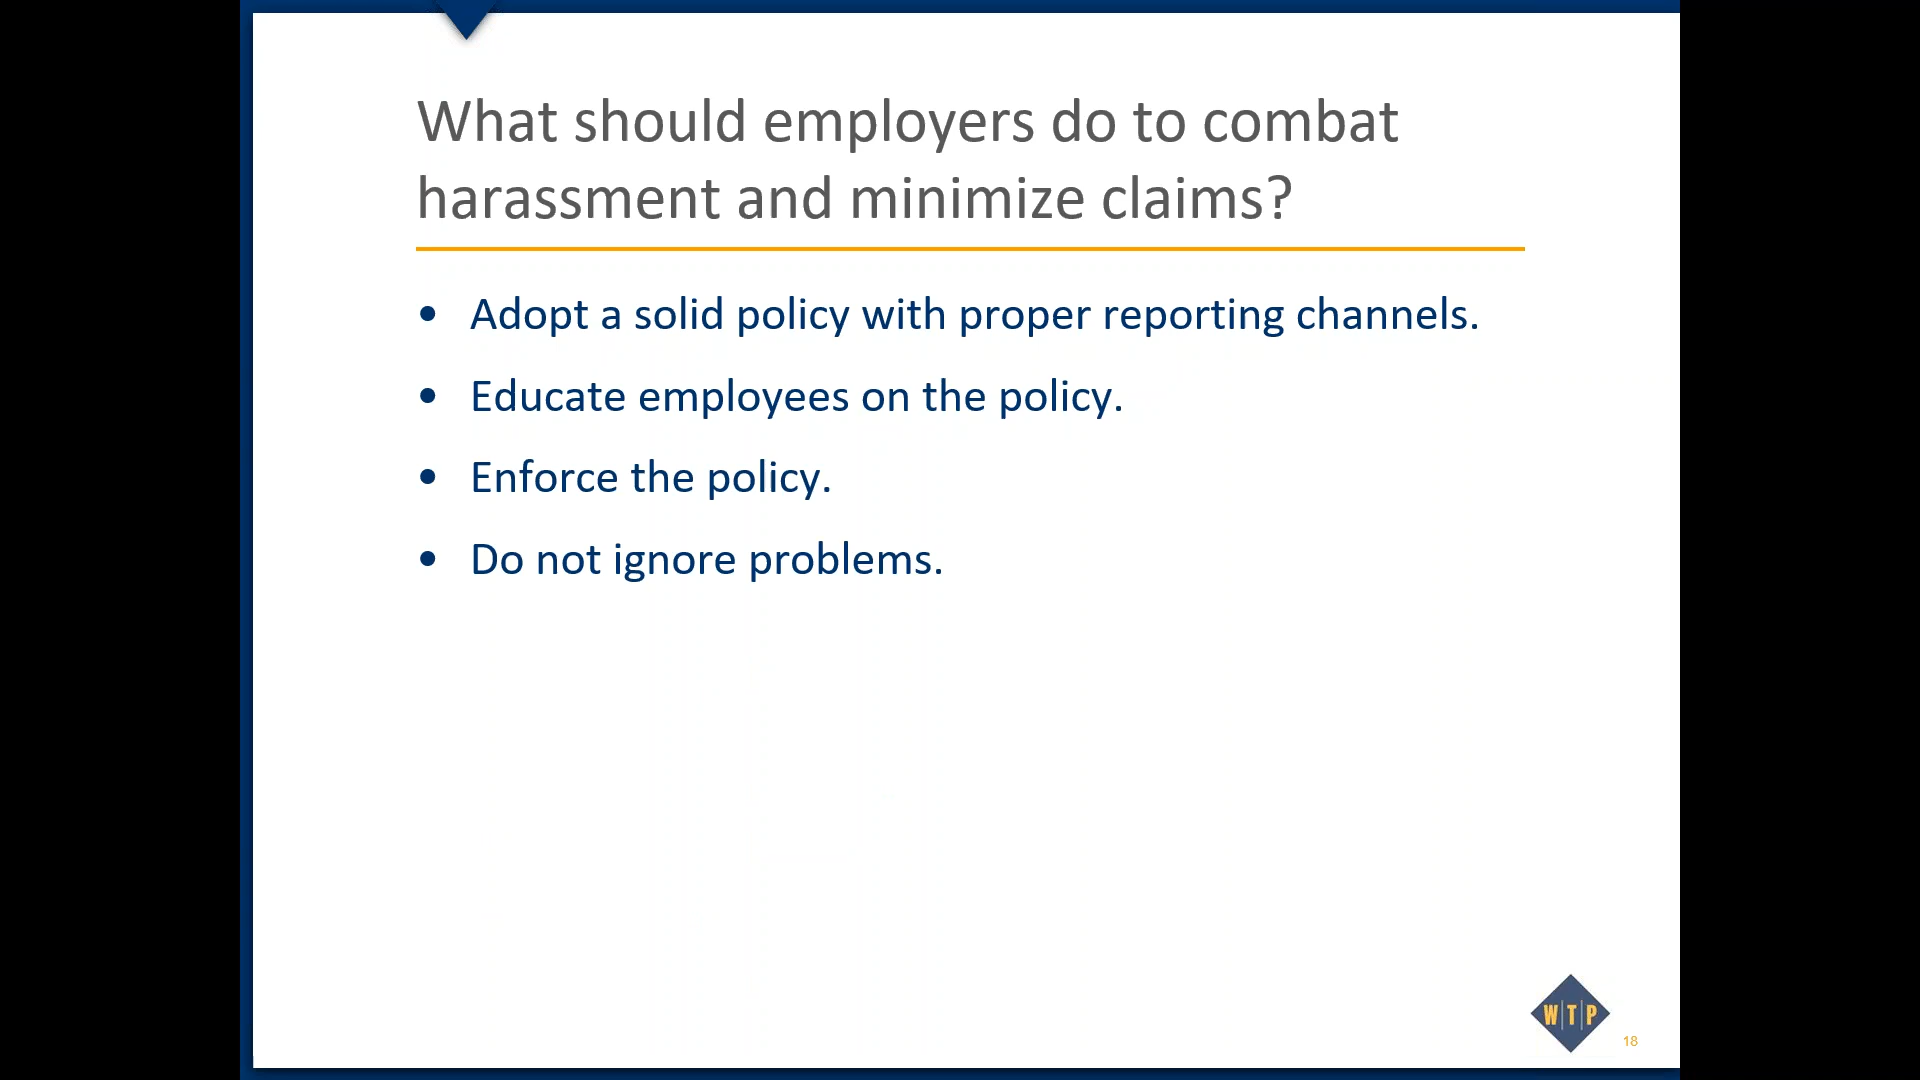 What should employers do to combat
harassment and minimize claims?
• Adopt a solid policy with proper reporting channels.
• Educate employees on the policy.
• Enforce the policy.
• Do not ignore problems.
W|T|P
18